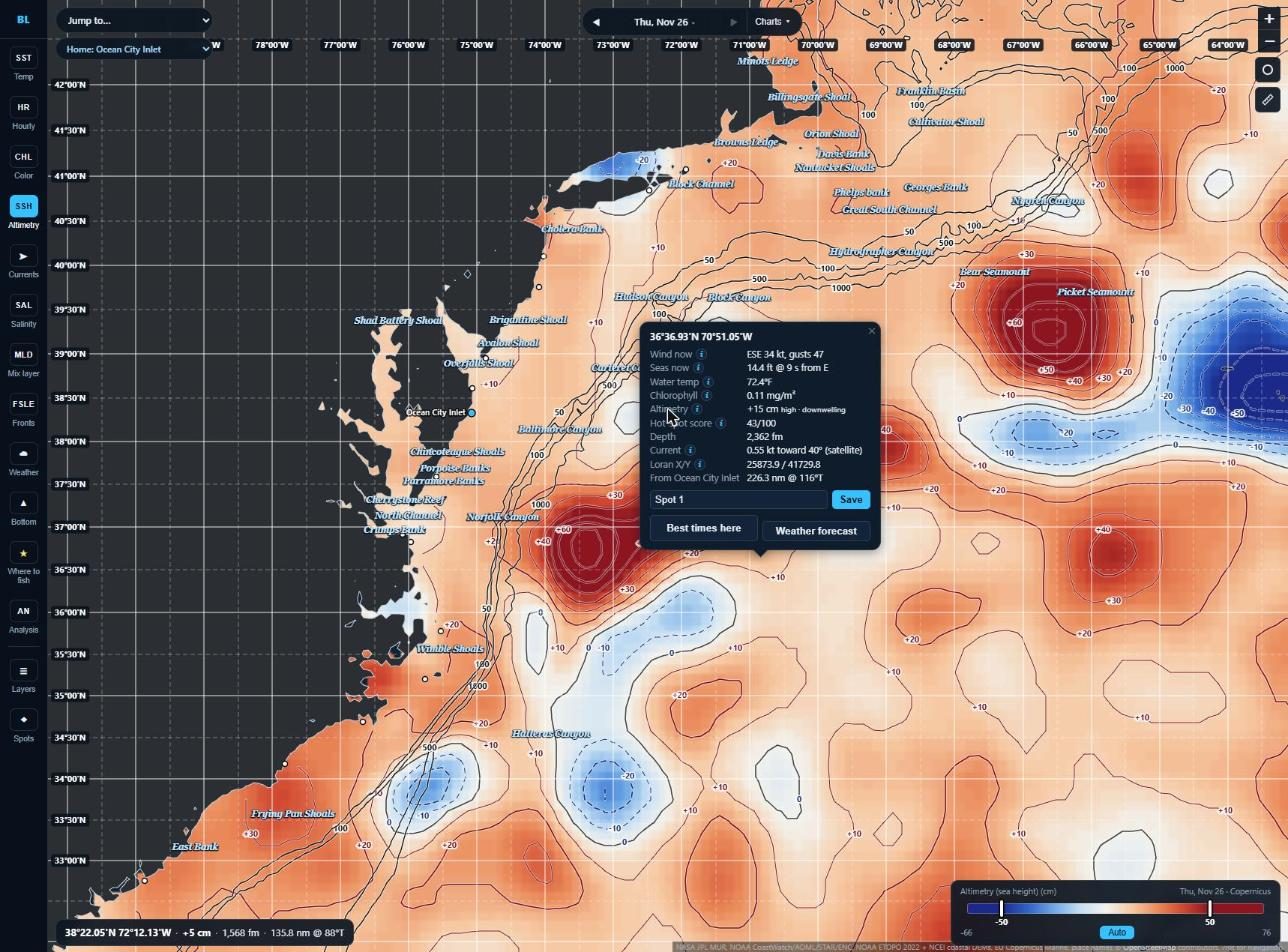 BL
Jump to...
Thu, Nov 26
Charts
Home: Ocean City Inlet
W
78°00'W
77°00'W
76°00'W
75°00'W
74°00'W
73°00'W
72°00'W
71°00'W
70°00'W
69°00'W
68°00'W
67°00'W
66°00'W
65°00'W
64°00'W
SST
Temp
HR
Hourly
CHL
Color
SSH
Altimetry
Currents
SAL
Salinity
MLD
Mix layer
FSLE
Fronts
Weather
Bottom
Where to
fish
AN
Analysis
Layers
Spots
42°00'N
41°30'N
41°00'N
40°30'N
40°00'N
39°30'N
39°00'N
38°30'N
38°00'N
37°30'N
37°00'N
36°30'N
36°00'N
35°30'N
35°00'N
34°30'N
34°00'N
33°30'N
33°00'N
Minots Ledge
Billingsgate Shoal
Franklin Basin
Cultivator Shoal
Orion Shoal
Browns Ledge
Davis Bank
Nantucket Shoals
Block Channel
Phelps bank
Georges Bank
Great South Channel
Nygren Canyon
Cholera Bank
Hydrographer Canyon
Bear Seamount
Picket Seamount
Hudson Canyon
Block Canyon
Shad Battery Shoal
Brigantine Shoal
Avalon Shoal
Overfalls Shoal
Ocean City Inlet
Baltimore Canyon
Chincoteague Shoals
Porpoise Banks
Parramore Banks
Cherrystone Reef
North Channel
Cramps Bank
Norfolk Canyon
Wimble Shoals
Hatteras Canyon
Frying Pan Shoals
East Bank
36°36.93'N 70°51.05'W
Wind now ESE 34 kt, gusts 47
Seas now 14.4 ft @ 9 s from E
Water temp 72.4°F
Chlorophyll 0.11 mg/m³
Altimetry +15 cm high · downwelling
Hot spot score 43/100
Depth 2,362 fm
Current 0.55 kt toward 40° (satellite)
Loran X/Y 25873.9 / 41729.8
From Ocean City Inlet 226.3 nm @ 116°T
Spot 1
Save
Best times here
Weather forecast
38°22.05'N 72°12.13'W · +5 cm · 1,568 fm · 135.8 nm @ 88°T
Altimetry (sea height) (cm)
Thu, Nov 26 - Copernicus
-50
50
-66
Auto
76